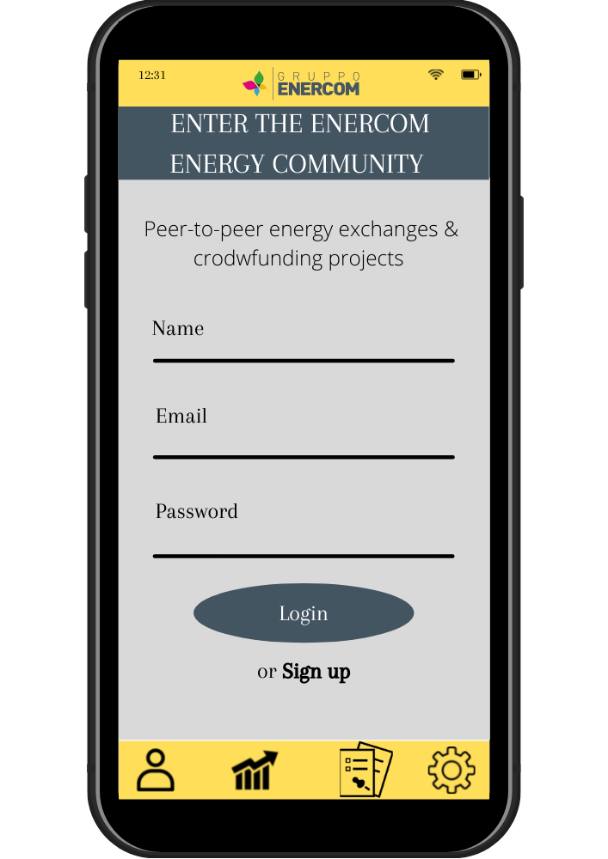 12:31
GRUPPO
ENERCOM
ENTER THE ENERCOM
ENERGY COMMUNITY
Peer-to-peer energy exchanges &
crodwfunding projects
Name
Email
Password
Login
or Sign up